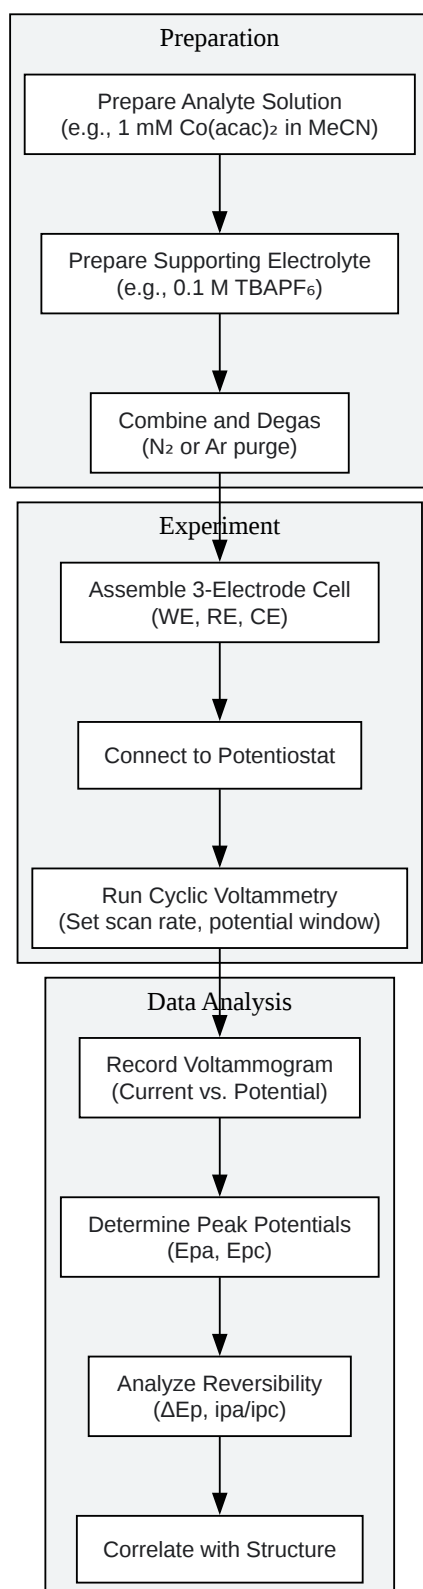 Preparation
Prepare Analyte Solution
(e.g., 1 mM Co(acac)₂ in MeCN)
Prepare Supporting Electrolyte
(e.g., 0.1 M TBAPF₆)
Combine and Degas
(N₂ or Ar purge)
Experiment
Assemble 3-Electrode Cell
(WE, RE, CE)
Connect to Potentiostat
Run Cyclic Voltammetry
(Set scan rate, potential window)
Data Analysis
Record Voltammogram
(Current vs. Potential)
Determine Peak Potentials
(Epa, Epc)
Analyze Reversibility
(ΔEp, ipa/ipc)
Correlate with Structure